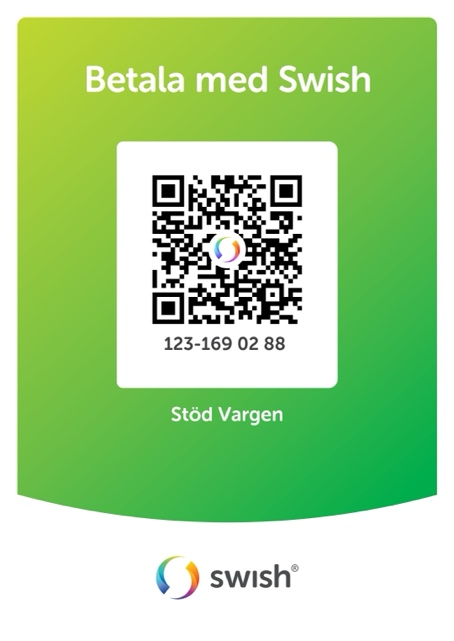 Betala med Swish
123-169 02 88
Stöd Vargen
swish®